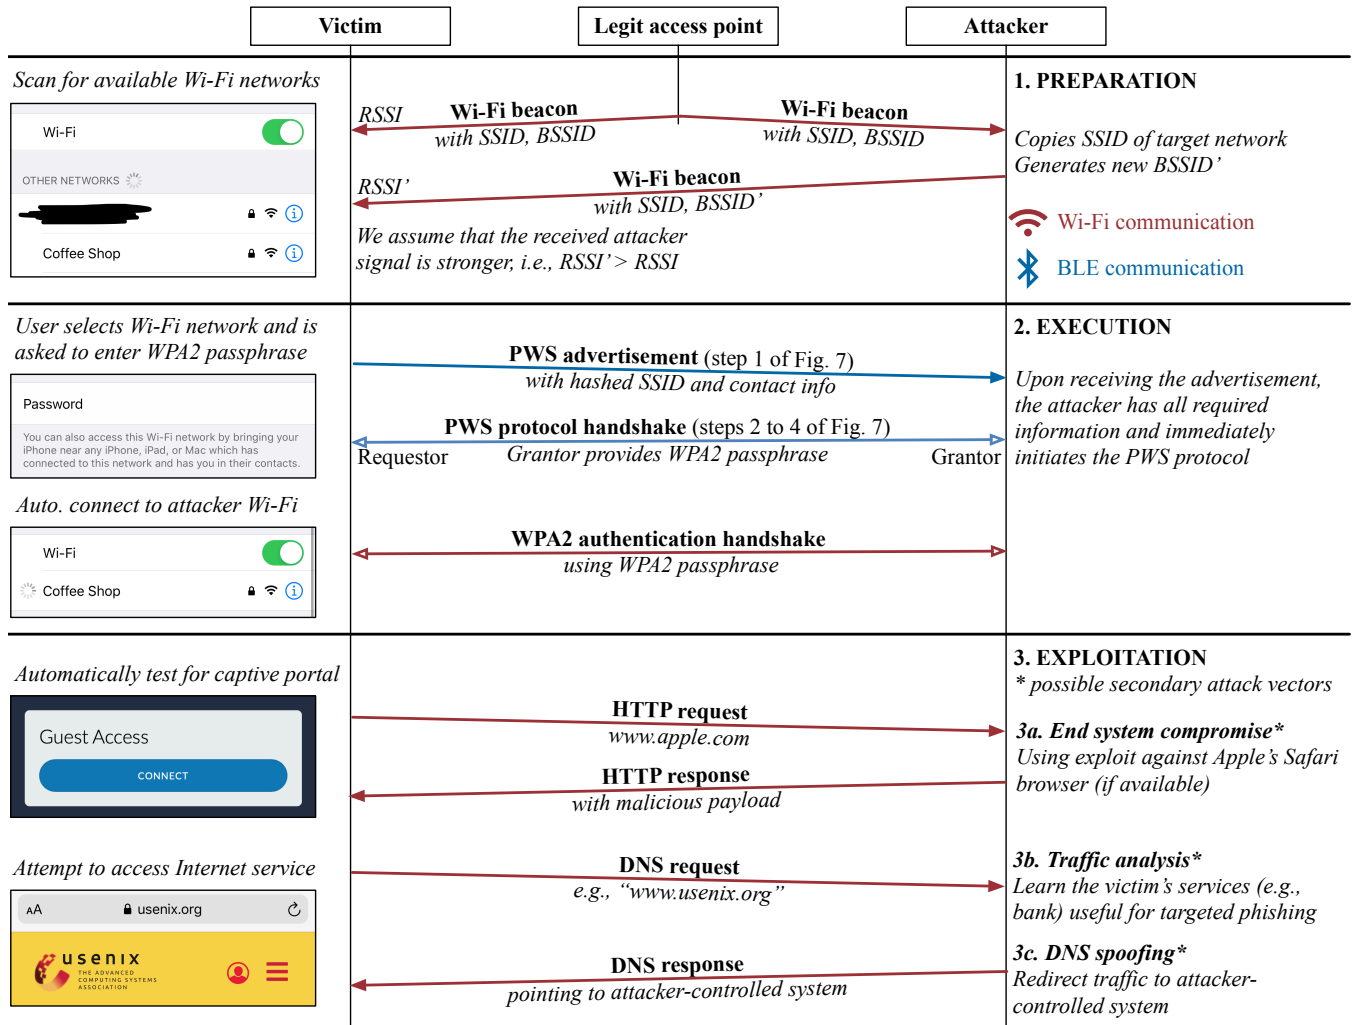 Victim
Legit access point
Attacker
Scan for available Wi-Fi networks
Wi-Fi
OTHER NETWORKS
Coffee Shop
RSSI
Wi-Fi beacon
with SSID, BSSID
Wi-Fi beacon
with SSID, BSSID
RSSI’
Wi-Fi beacon
with SSID, BSSID’
We assume that the received attacker
signal is stronger, i.e., RSSI’ > RSSI
1. PREPARATION
Copies SSID of target network
Generates new BSSID’
Wi-Fi communication
BLE communication
User selects Wi-Fi network and is
asked to enter WPA2 passphrase
Password
You can also access this Wi-Fi network by bringing your
iPhone near any iPhone, iPad, or Mac which has
connected to this network and has you in their contacts.
Auto. connect to attacker Wi-Fi
Wi-Fi
Coffee Shop
PWS advertisement (step 1 of Fig. 7)
with hashed SSID and contact info
PWS protocol handshake (steps 2 to 4 of Fig. 7)
Requestor
Grantor provides WPA2 passphrase
Grantor
WPA2 authentication handshake
using WPA2 passphrase
2. EXECUTION
Upon receiving the advertisement,
the attacker has all required
information and immediately
initiates the PWS protocol
Automatically test for captive portal
Guest Access
CONNECT
HTTP request
www.apple.com
HTTP response
with malicious payload
3. EXPLOITATION
* possible secondary attack vectors
3a. End system compromise*
Using exploit against Apple’s Safari
browser (if available)
Attempt to access Internet service
AA
usenix.org
usenix
THE ADVANCED
COMPUTING SYSTEMS
ASSOCIATION
DNS request
e.g., “www.usenix.org”
DNS response
pointing to attacker-controlled system
3b. Traffic analysis*
Learn the victim’s services (e.g.,
bank) useful for targeted phishing
3c. DNS spoofing*
Redirect traffic to attacker-
controlled system